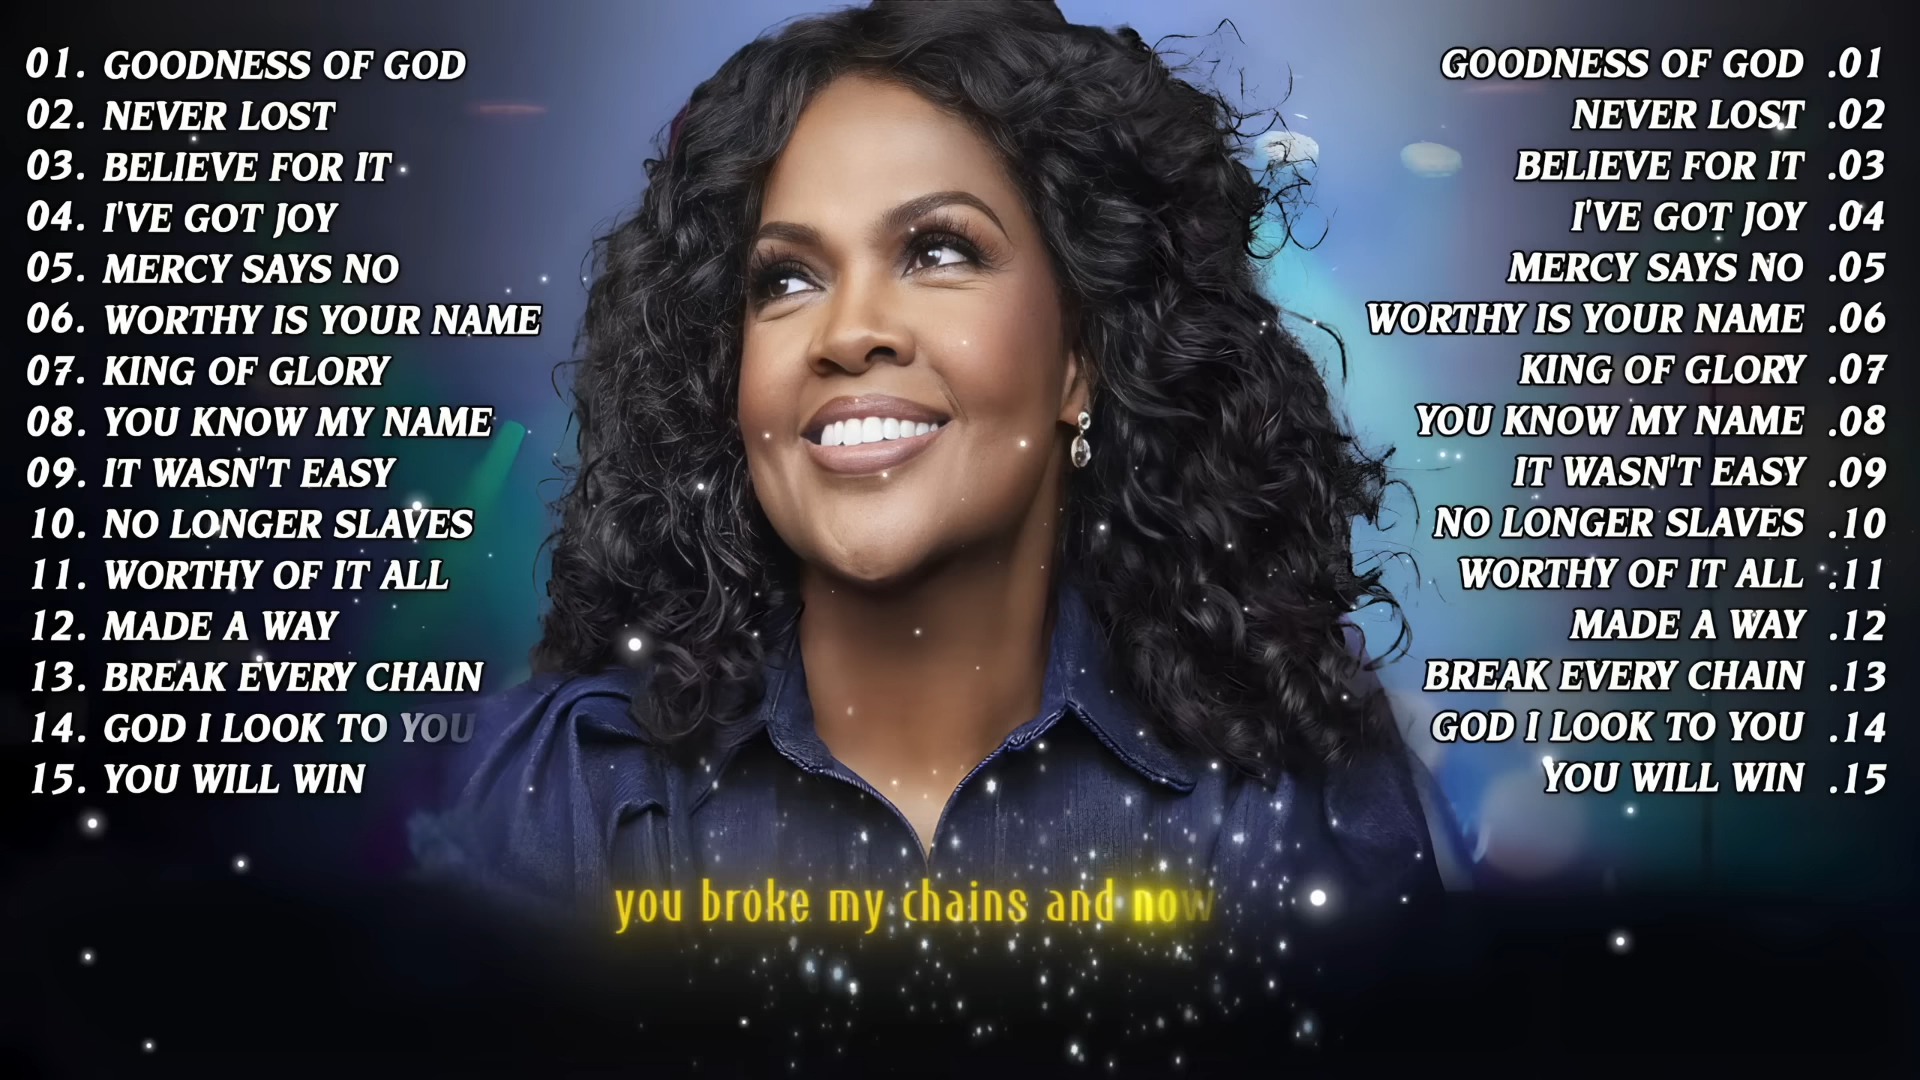 01. GOODNESS OF GOD
02. NEVER LOST
03. BELIEVE FOR IT
04. I'VE GOT JOY
05. MERCY SAYS NO
06. WORTHY IS YOUR NAME
07. KING OF GLORY
08. YOU KNOW MY NAME
09. IT WASN'T EASY
10. NO LONGER SLAVES
11. WORTHY OF IT ALL
12. MADE A WAY
13. BREAK EVERY CHAIN
14. GOD I LOOK TO YOU
15. YOU WILL WIN
GOODNESS OF GOD .01
NEVER LOST .02
BELIEVE FOR IT .03
I'VE GOT JOY .04
MERCY SAYS NO .05
WORTHY IS YOUR NAME .06
KING OF GLORY .07
YOU KNOW MY NAME .08
IT WASN'T EASY .09
NO LONGER SLAVES .10
WORTHY OF IT ALL .11
MADE A WAY .12
BREAK EVERY CHAIN .13
GOD I LOOK TO YOU .14
YOU WILL WIN .15
you broke my chains and now